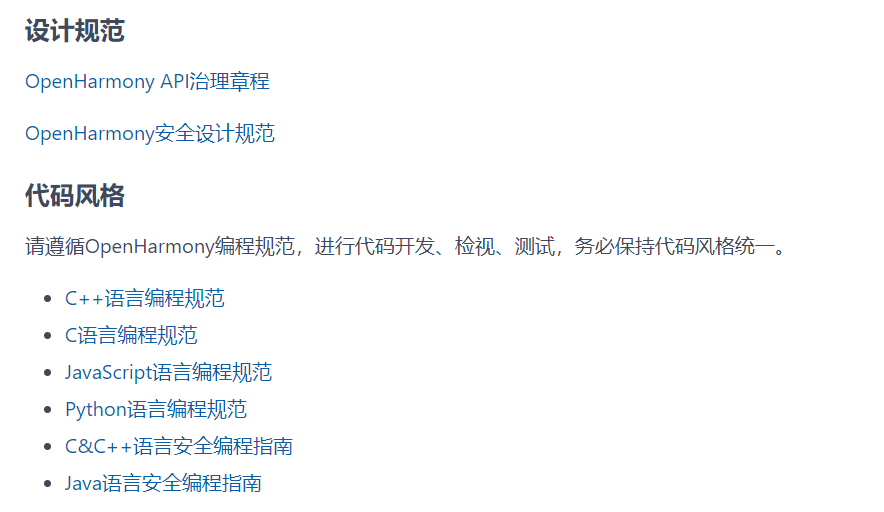 设计规范
OpenHarmony API治理章程
OpenHarmony安全设计规范
代码风格
请遵循OpenHarmony编程规范，进行代码开发、检视、测试，务必保持代码风格统一。
C++语言编程规范
C语言编程规范
JavaScript语言编程规范
Python语言编程规范
C&C++语言安全编程指南
Java语言安全编程指南